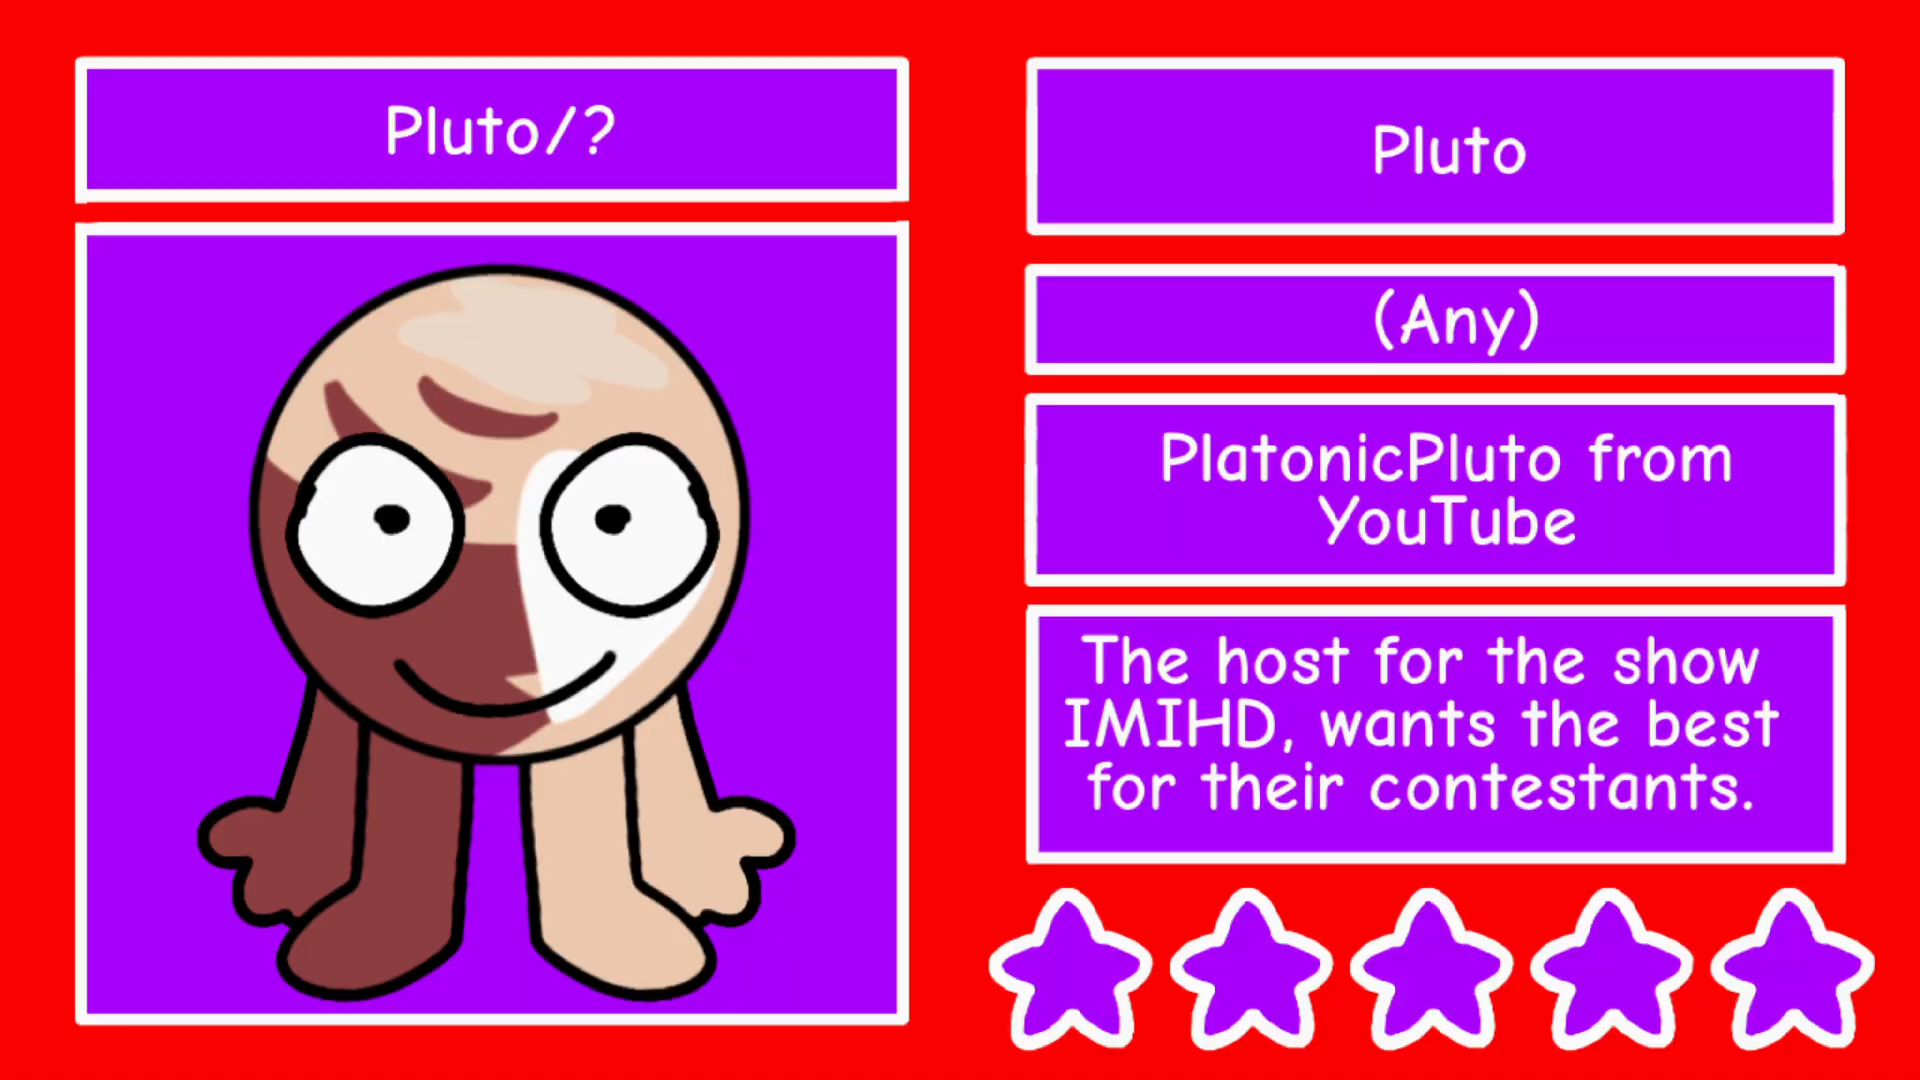 Pluto/?
Pluto
(Any)
PlatonicPluto from
YouTube
The host for the show
IMIHD, wants the best
for their contestants.